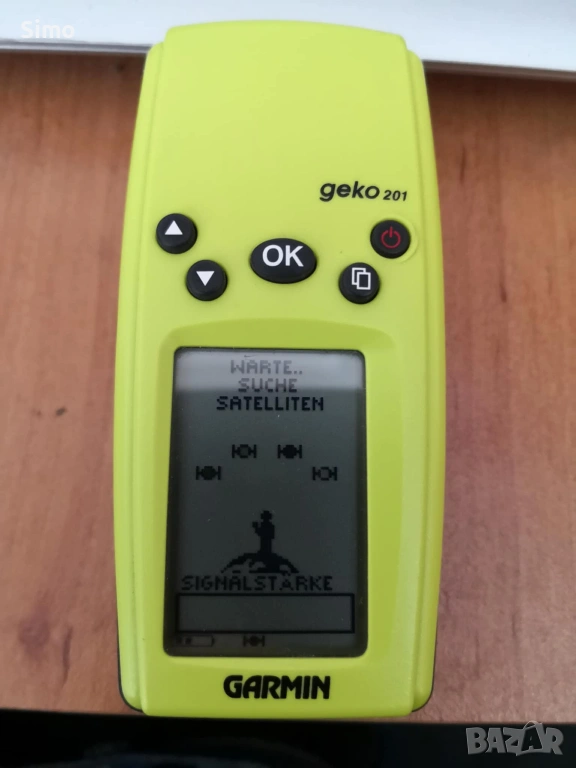 Simo
geko 201
OK
WARTE..
SUCHE
SATELLITEN
SIGNALSTÄRKE
GARMIN
BAZAR